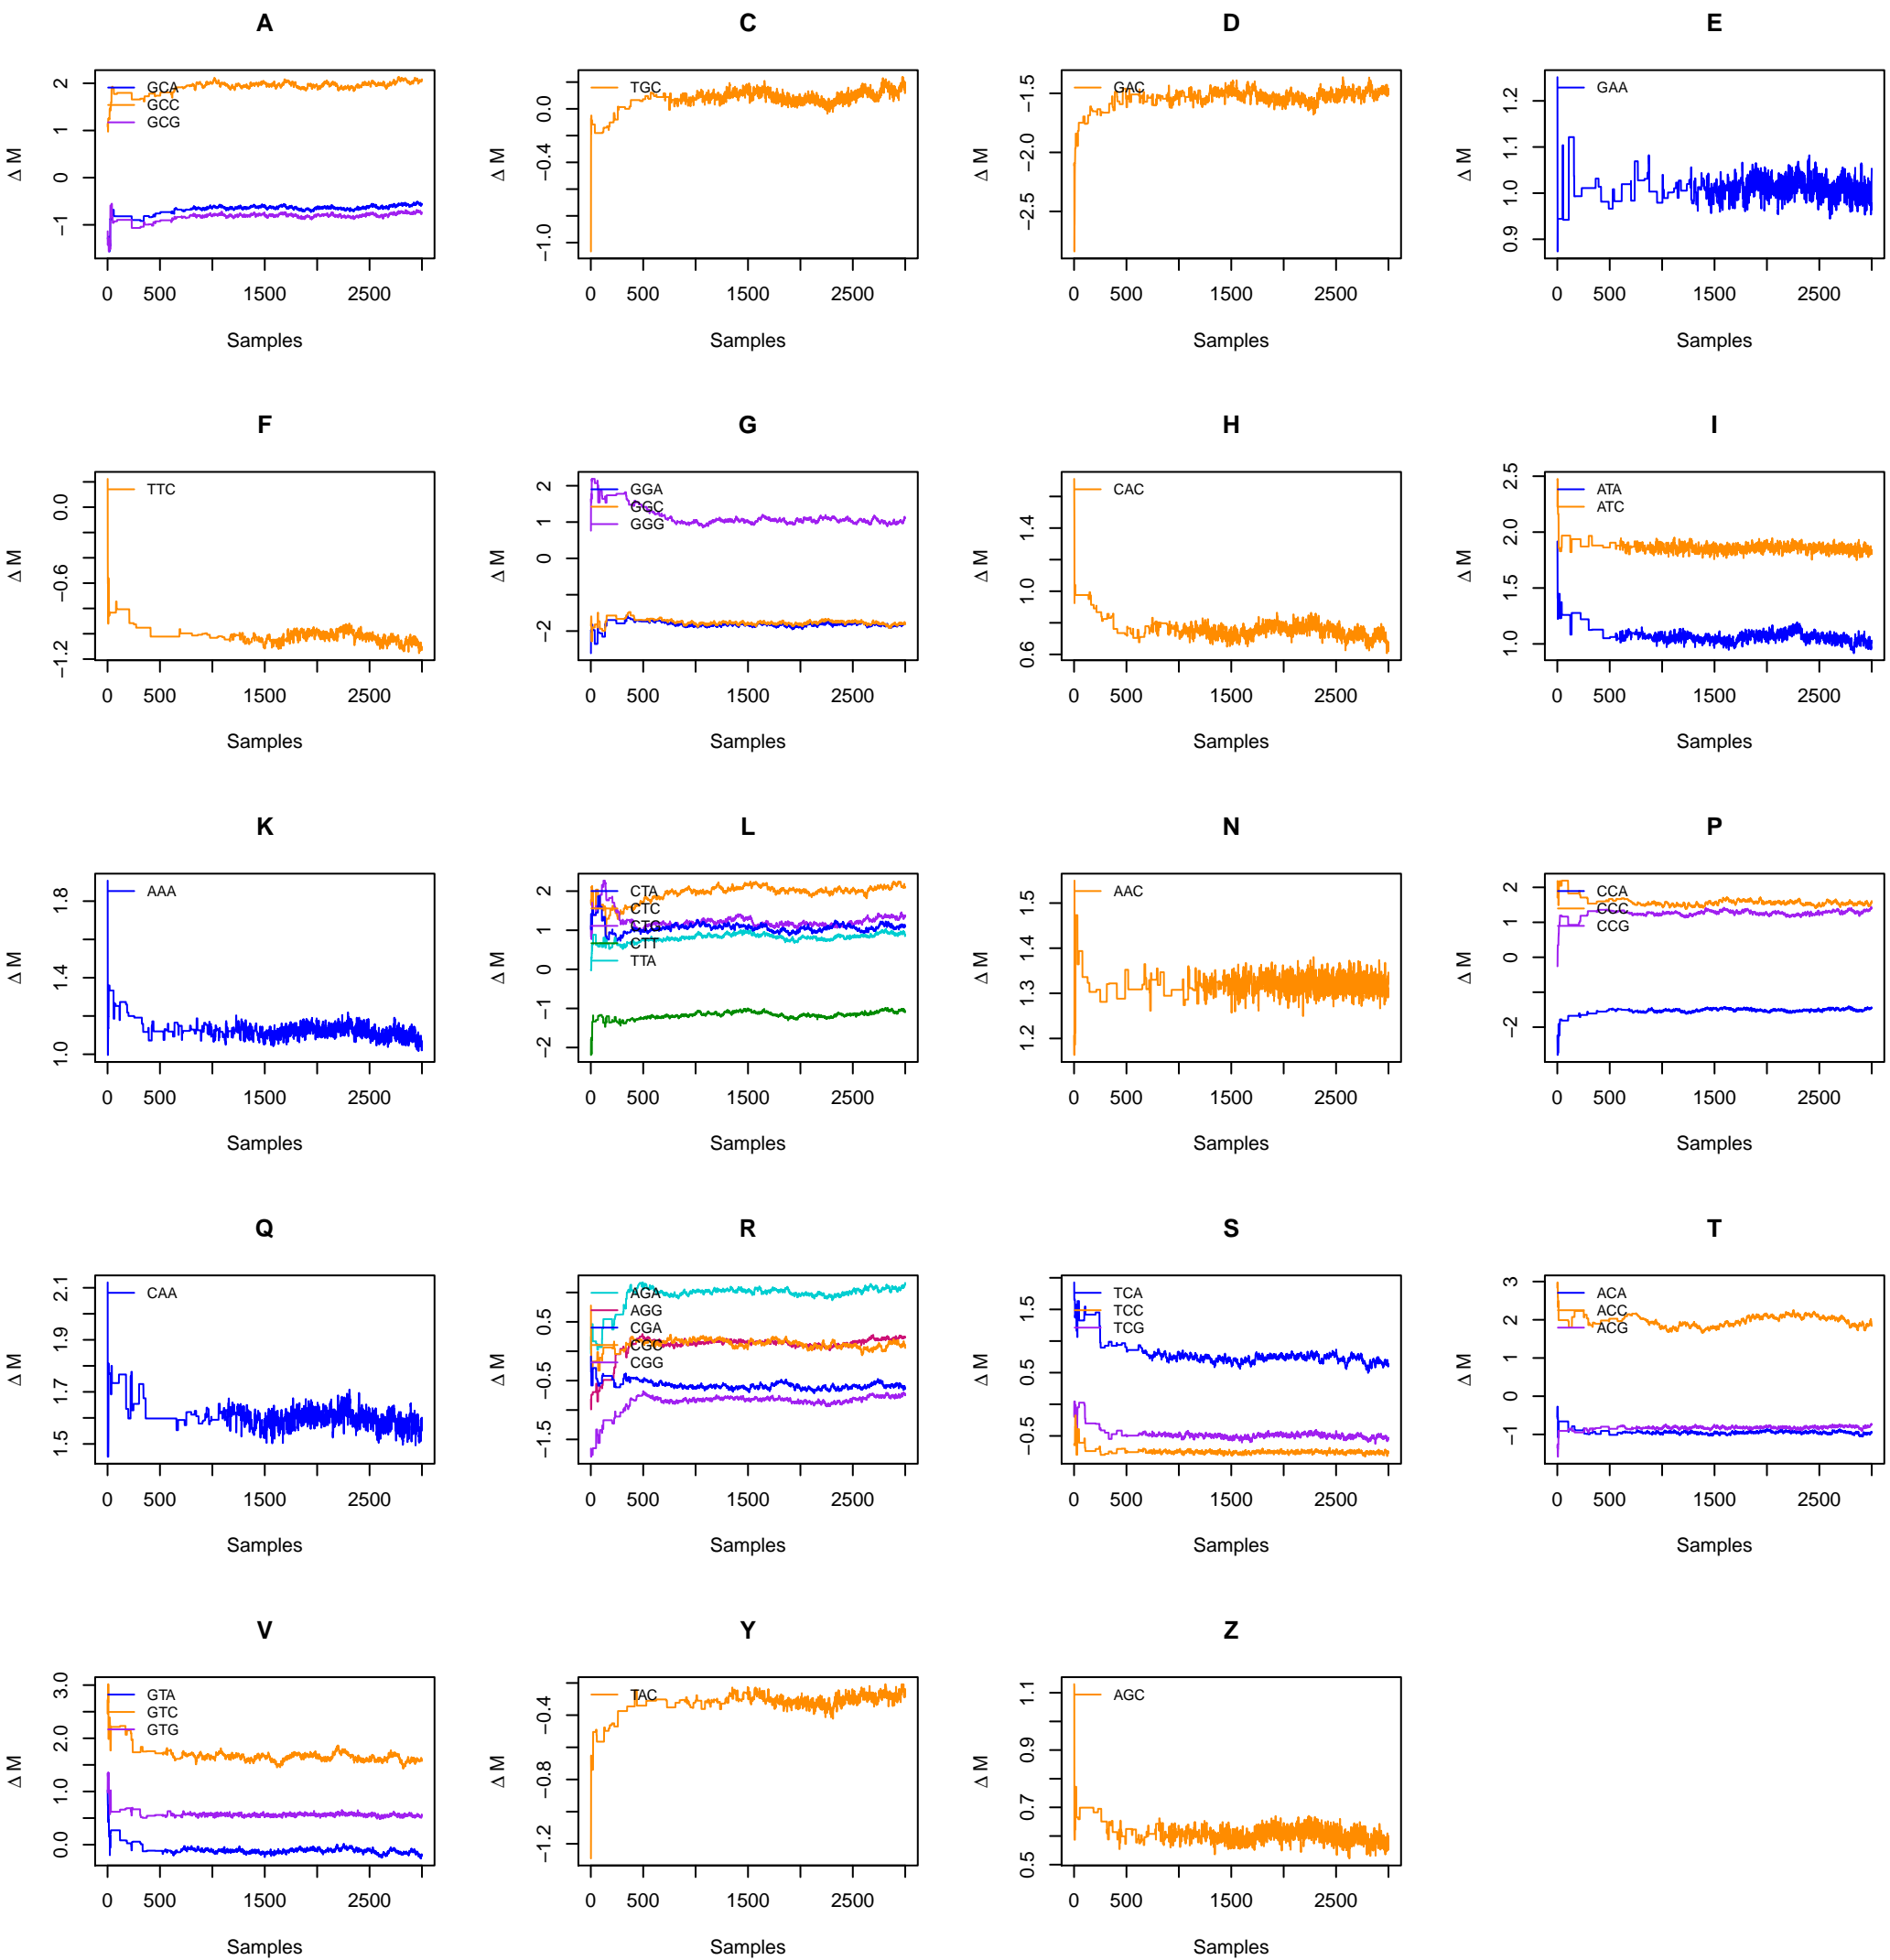 A
Δ M
2
1
0
−1
GCA
GCC
GCG
0 500 1500 2500
Samples
C
Δ M
0.0
−0.4
−1.0
TGC
0 500 1500 2500
Samples
D
Δ M
−1.5
−2.0
−2.5
GAC
0 500 1500 2500
Samples
E
Δ M
1.2
1.1
1.0
0.9
GAA
0 500 1500 2500
Samples
F
Δ M
0.0
−0.6
−1.2
TTC
0 500 1500 2500
Samples
G
Δ M
2
1
0
−2
GGA
GGC
GGG
0 500 1500 2500
Samples
H
Δ M
1.4
1.0
0.6
CAC
0 500 1500 2500
Samples
I
Δ M
2.5
2.0
1.5
1.0
ATA
ATC
0 500 1500 2500
Samples
K
Δ M
1.8
1.4
1.0
AAA
0 500 1500 2500
Samples
L
Δ M
2
1
0
−1
−2
CTA
CTC
CTG
CTT
TTA
0 500 1500 2500
Samples
N
Δ M
1.5
1.4
1.3
1.2
AAC
0 500 1500 2500
Samples
P
Δ M
2
1
0
−2
CCA
CCC
CCG
0 500 1500 2500
Samples
Q
Δ M
2.1
1.9
1.7
1.5
CAA
0 500 1500 2500
Samples
R
Δ M
0.5
−0.5
−1.5
AGA
AGG
CGA
CGC
CGG
0 500 1500 2500
Samples
S
Δ M
1.5
0.5
−0.5
TCA
TCC
TCG
0 500 1500 2500
Samples
T
Δ M
3
2
1
0
−1
ACA
ACC
ACG
0 500 1500 2500
Samples
V
Δ M
3.0
2.0
1.0
0.0
GTA
GTC
GTG
0 500 1500 2500
Samples
Y
Δ M
−0.4
−0.8
−1.2
TAC
0 500 1500 2500
Samples
Z
Δ M
1.1
0.9
0.7
0.5
AGC
0 500 1500 2500
Samples